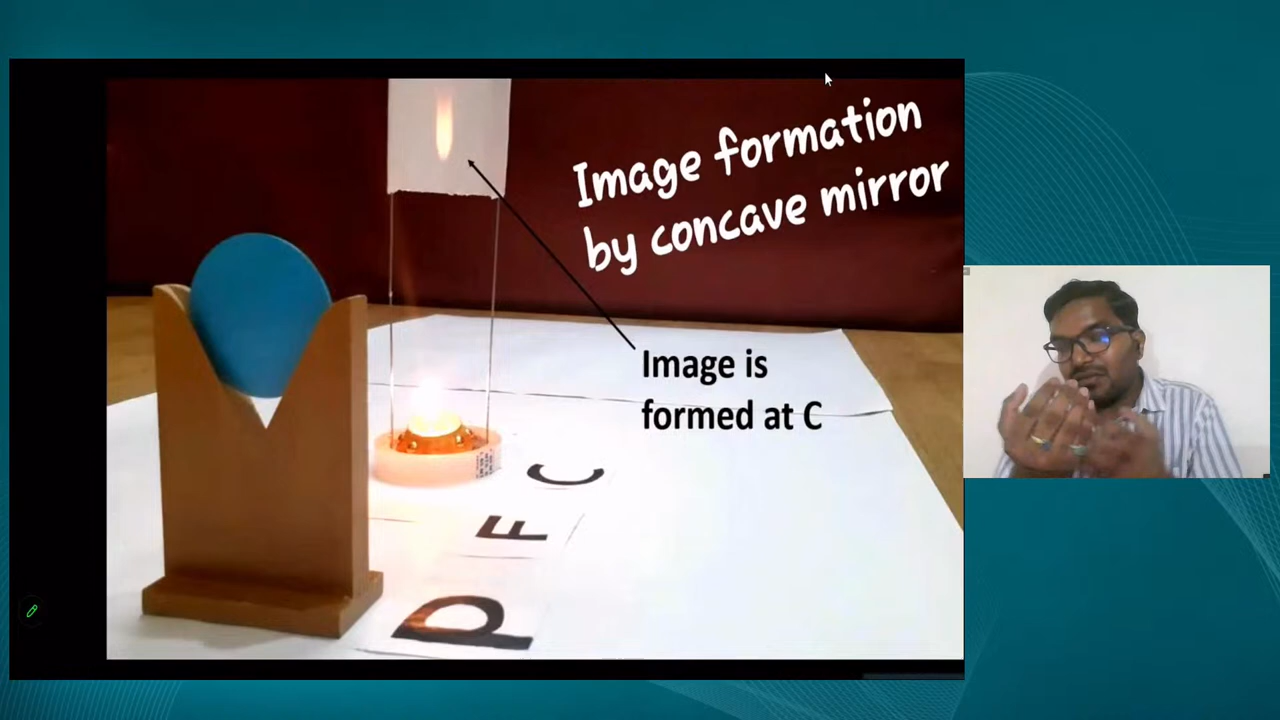 Image formation
by concave mirror
Image is
formed at C
C
F
P